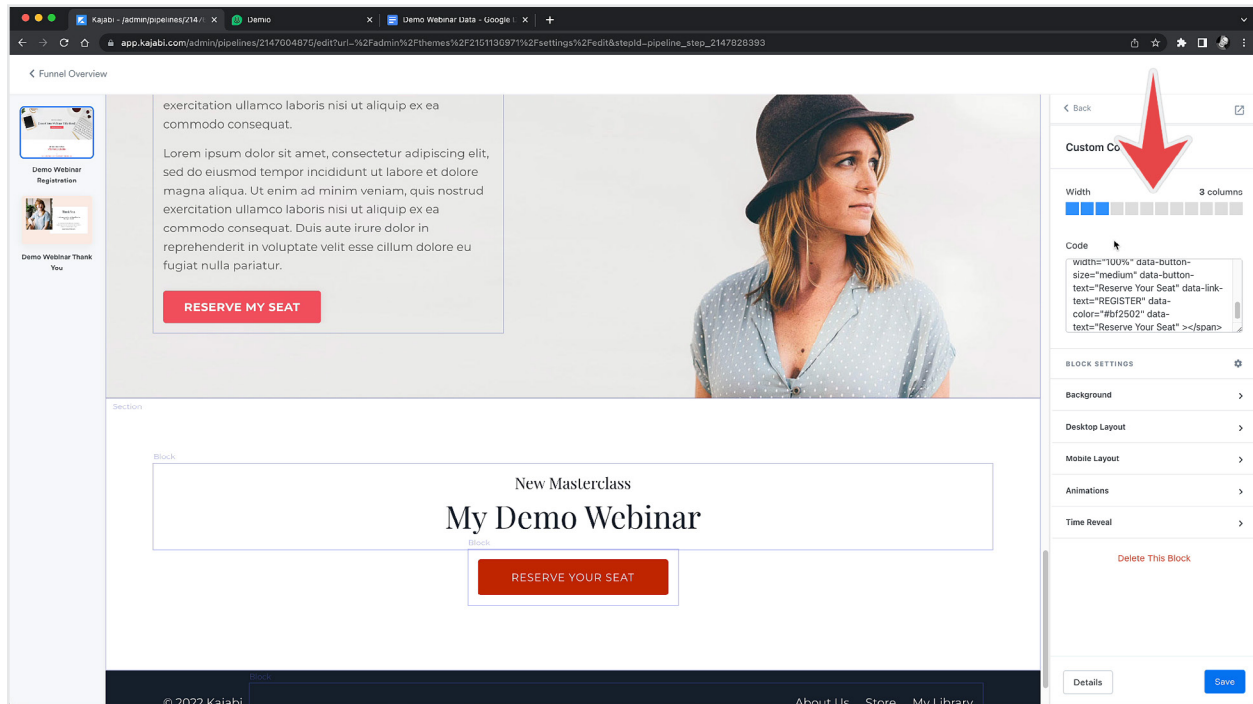 Kajabi - /admin/pipelines/2147
Demio
Demo Webinar Data - Google
app.kajabi.com/admin/pipelines/2147604875/edit?url=%2Fadmin%2Fthemes%2F2151130971%2Fsettings%2Fedit&stepId=pipeline_step_2147828393
Funnel Overview
Demo Webinar
Registration
Demo Webinar Thank
You
exercitation ullamco laboris nisi ut aliquip ex ea
commodo consequat.
Lorem ipsum dolor sit amet, consectetur adipiscing elit,
sed do eiusmod tempor incididunt ut labore et dolore
magna aliqua. Ut enim ad minim veniam, quis nostrud
exercitation ullamco laboris nisi ut aliquip ex ea
commodo consequat. Duis aute irure dolor in
reprehenderit in voluptate velit esse cillum dolore eu
fugiat nulla pariatur.
RESERVE MY SEAT
Section
Block
New Masterclass
My Demo Webinar
Block
RESERVE YOUR SEAT
Block
© 2022 Kajabi
About Us Store My Library
Back
Custom Co
Width 3 columns
Code
width="100%" data-button-
size="medium" data-button-
text="Reserve Your Seat" data-link-
text="REGISTER" data-
color="#bf2502" data-
text="Reserve Your Seat" ></span>
BLOCK SETTINGS
Background
Desktop Layout
Mobile Layout
Animations
Time Reveal
Delete This Block
Details
Save